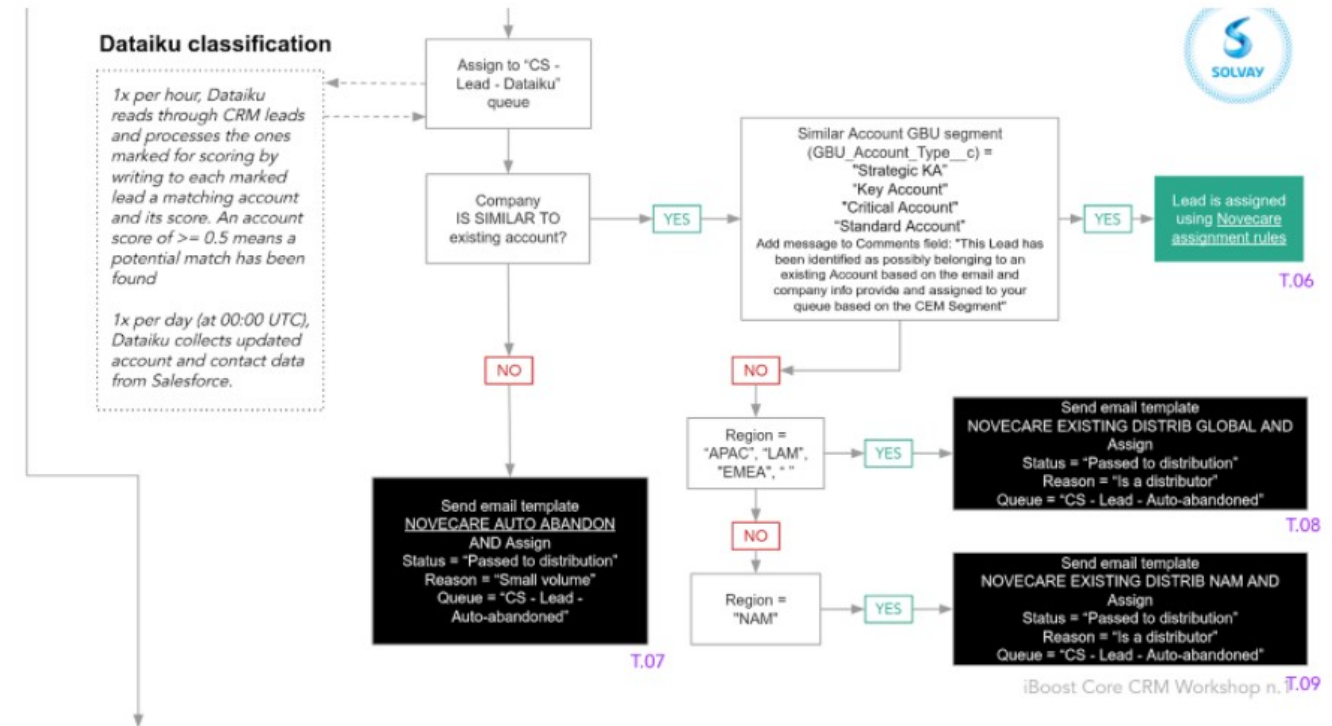 Dataiku classification
1x per hour, Dataiku
reads through CRM leads
and processes the ones
marked for scoring by
writing to each marked
lead a matching account
and its score. An account
score of >= 0.5 means a
potential match has been
found
1x per day (at 00:00 UTC),
Dataiku collects updated
account and contact data
from Salesforce.
Assign to "CS -
Lead - Dataiku"
queue
SOLVAY
Company
IS SIMILAR TO
existing account?
YES
Similar Account GBU segment
(GBU_Account_Type__c) =
"Strategic KA"
"Key Account"
"Critical Account"
"Standard Account"
Add message to Comments field: "This Lead has
been identified as possibly belonging to an
existing Account based on the email and
company info provide and assigned to your
queue based on the CEM Segment"
YES
Lead is assigned
using Novecare
assignment rules
T.06
NO
NO
Send email template
NOVECARE AUTO ABANDON
AND Assign
Status = "Passed to distribution"
Reason = "Small volume"
Queue = "CS - Lead -
Auto-abandoned"
T.07
Region =
"APAC", "LAM",
"EMEA", " "
YES
Send email template
NOVECARE EXISTING DISTRIB GLOBAL AND
Assign
Status = "Passed to distribution"
Reason = "Is a distributor"
Queue = "CS - Lead - Auto-abandoned"
T.08
NO
Region =
"NAM"
YES
Send email template
NOVECARE EXISTING DISTRIB NAM AND
Assign
Status = "Passed to distribution"
Reason = "Is a distributor"
Queue = "CS - Lead - Auto-abandoned"
T.09
iBoost Core CRM Workshop n.